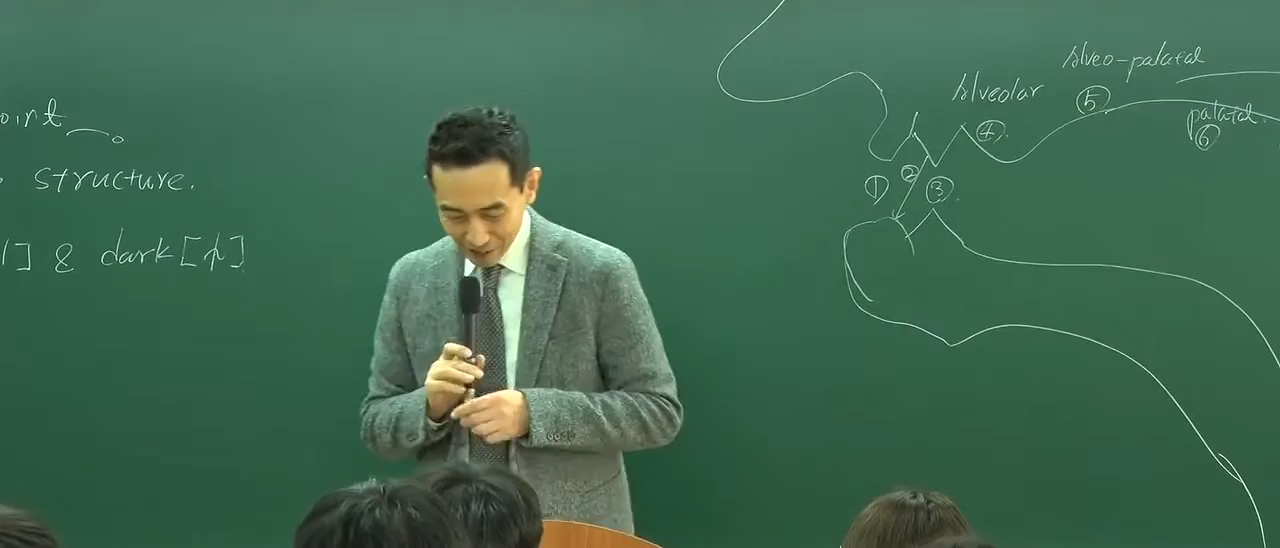 oint
structure.
l] & dark [ɫ]
Alveo-palatal
Alveolar
⑤
④
palatal.
⑥
① ② ③